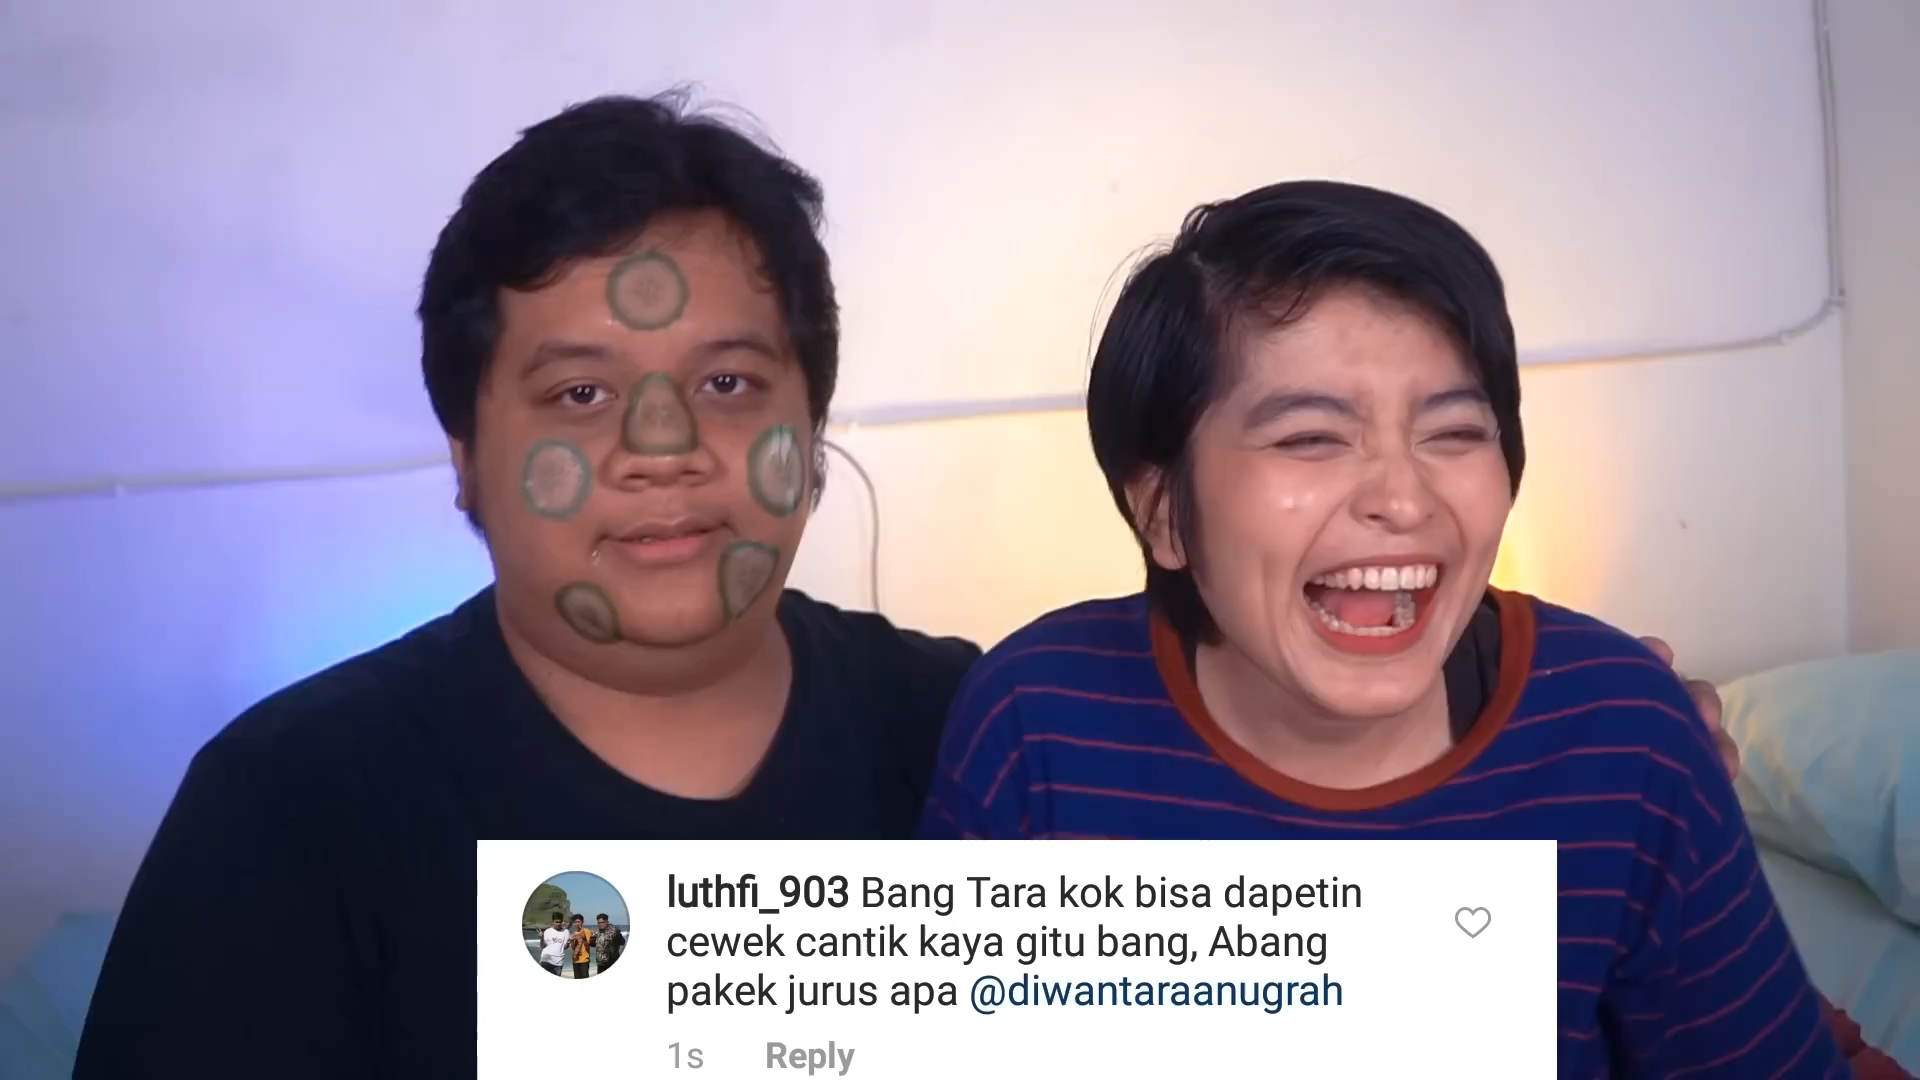 luthfi_903 Bang Tara kok bisa dapetin
cewek cantik kaya gitu bang, Abang
pakek jurus apa @diwantaraanugrah
1s Reply